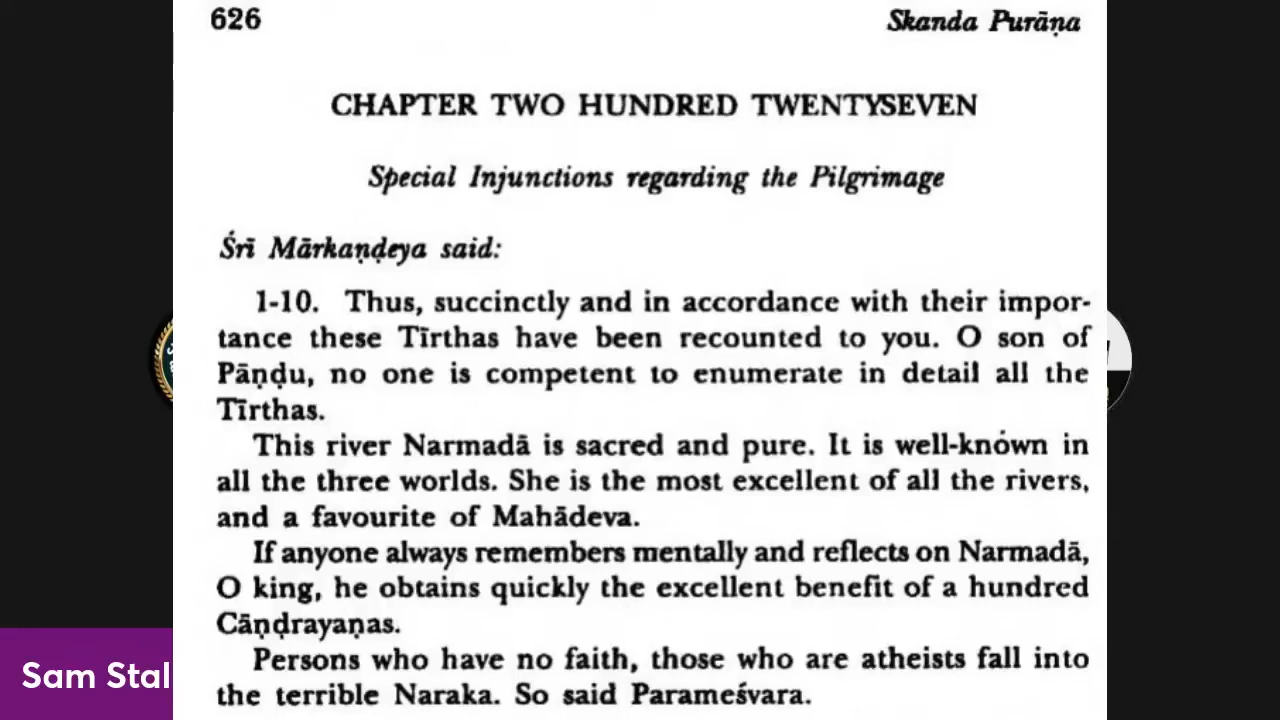 626
Skanda Purāṇa
CHAPTER TWO HUNDRED TWENTYSEVEN
Special Injunctions regarding the Pilgrimage
Śrī Mārkaṇḍeya said:
1-10. Thus, succinctly and in accordance with their impor-
tance these Tīrthas have been recounted to you. O son of
Pāṇḍu, no one is competent to enumerate in detail all the
Tīrthas.
This river Narmadā is sacred and pure. It is well-known in
all the three worlds. She is the most excellent of all the rivers,
and a favourite of Mahādeva.
If anyone always remembers mentally and reflects on Narmadā,
O king, he obtains quickly the excellent benefit of a hundred
Cāṇḍrayaṇas.
Persons who have no faith, those who are atheists fall into
the terrible Naraka. So said Parameśvara.
Sam Stal